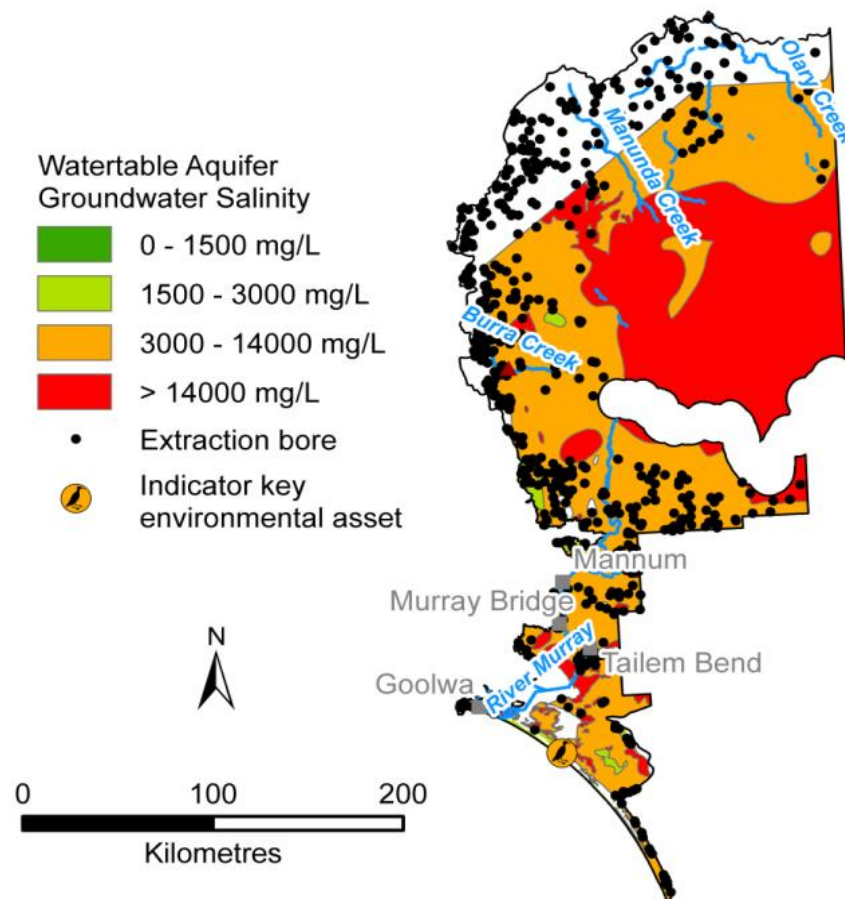 Watertable Aquifer
Groundwater Salinity
0 - 1500 mg/L
1500 - 3000 mg/L
3000 - 14000 mg/L
> 14000 mg/L
Extraction bore
Indicator key
environmental asset
Olary Creek
Manunda Creek
Burra Creek
Mannum
Murray Bridge
River Murray
Tailem Bend
Goolwa
N
0 100 200
Kilometres